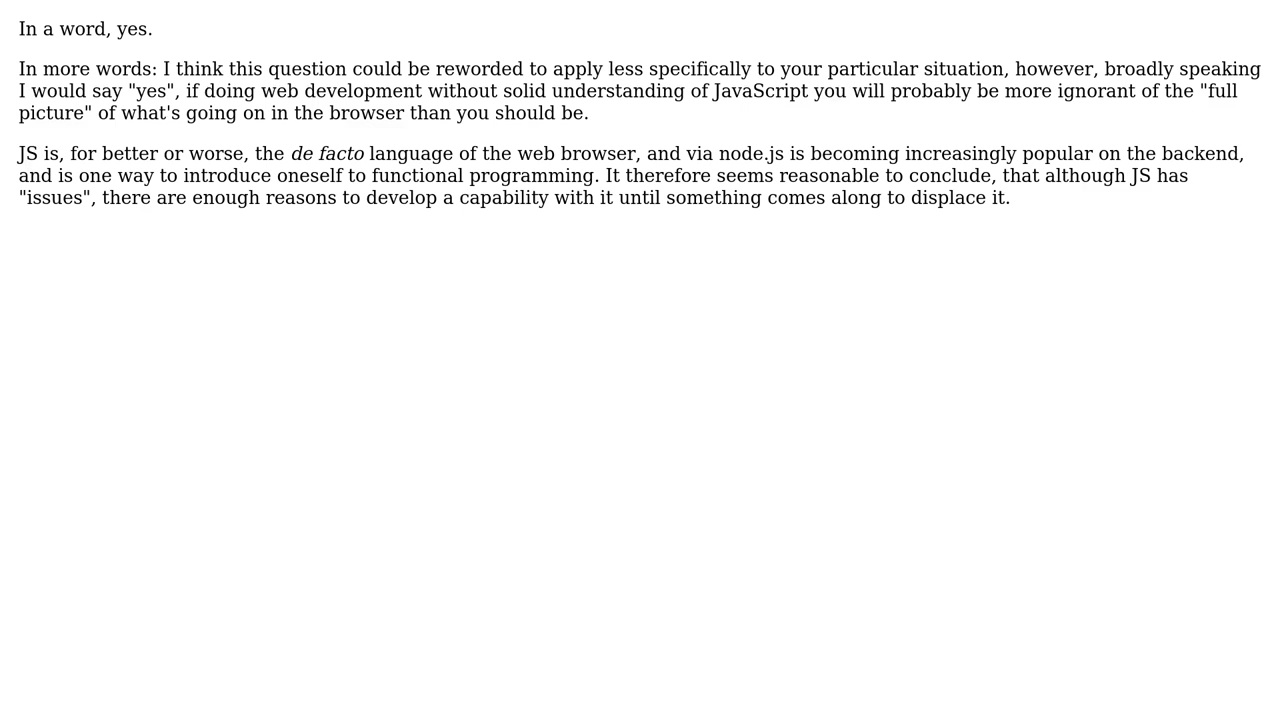 In a word, yes.
In more words: I think this question could be reworded to apply less specifically to your particular situation, however, broadly speaking
I would say "yes", if doing web development without solid understanding of JavaScript you will probably be more ignorant of the "full
picture" of what's going on in the browser than you should be.
JS is, for better or worse, the de facto language of the web browser, and via node.js is becoming increasingly popular on the backend,
and is one way to introduce oneself to functional programming. It therefore seems reasonable to conclude, that although JS has
"issues", there are enough reasons to develop a capability with it until something comes along to displace it.